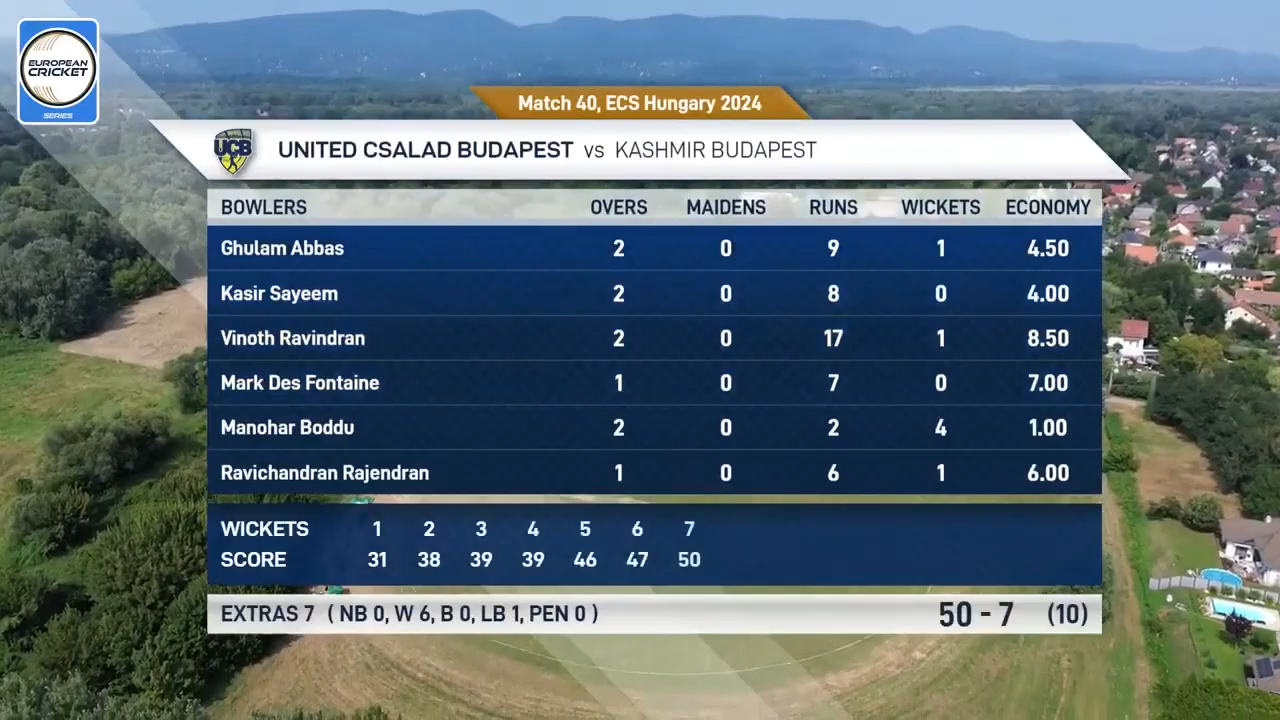 EUROPEAN
CRICKET
SERIES
Match 40, ECS Hungary 2024
UCB
UNITED CSALAD BUDAPEST vs KASHMIR BUDAPEST
BOWLERS OVERS MAIDENS RUNS WICKETS ECONOMY
Ghulam Abbas 2 0 9 1 4.50
Kasir Sayeem 2 0 8 0 4.00
Vinoth Ravindran 2 0 17 1 8.50
Mark Des Fontaine 1 0 7 0 7.00
Manohar Boddu 2 0 2 4 1.00
Ravichandran Rajendran 1 0 6 1 6.00
WICKETS 1 2 3 4 5 6 7
SCORE 31 38 39 39 46 47 50
EXTRAS 7 ( NB 0, W 6, B 0, LB 1, PEN 0 ) 50 - 7 (10)